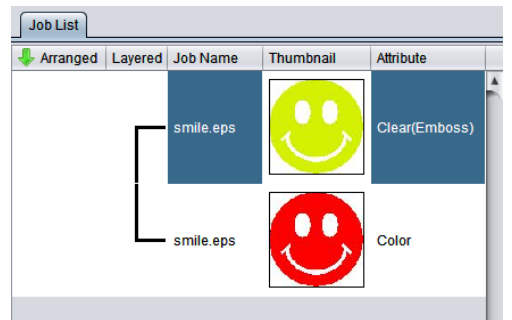 Job List
Arranged Layered Job Name Thumbnail Attribute
smile.eps Clear(Emboss)
smile.eps Color